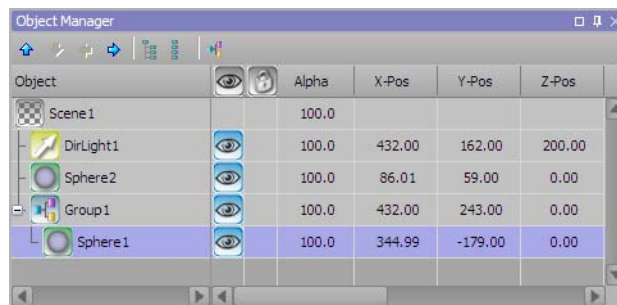 Object Manager
Object Alpha X-Pos Y-Pos Z-Pos
Scene1 100.0
DirLight1 100.0 432.00 162.00 200.00
Sphere2 100.0 86.01 59.00 0.00
Group1 100.0 432.00 243.00 0.00
Sphere1 100.0 344.99 -179.00 0.00